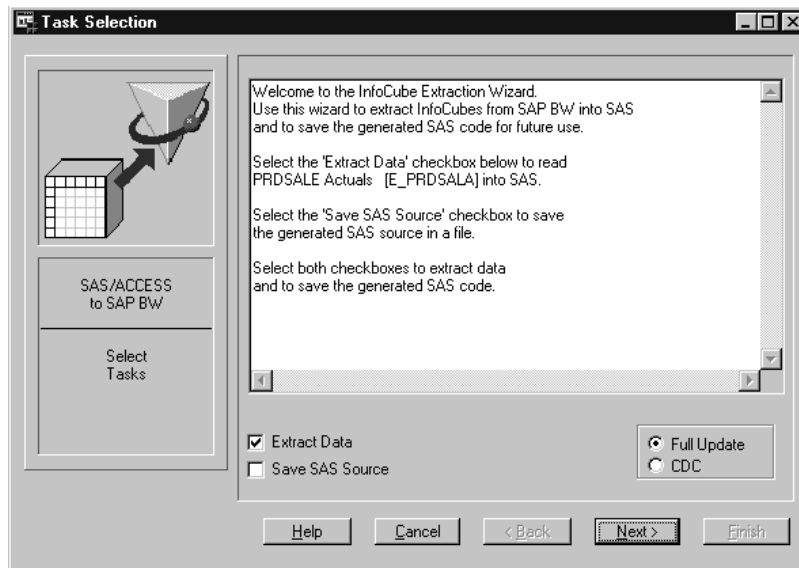 Task Selection
Welcome to the InfoCube Extraction Wizard.
Use this wizard to extract InfoCubes from SAP BW into SAS
and to save the generated SAS code for future use.
Select the 'Extract Data' checkbox below to read
PRDSALE Actuals   [E_PRDSALA] into SAS.
Select the 'Save SAS Source' checkbox to save
the generated SAS source in a file.
Select both checkboxes to extract data
and to save the generated SAS code.
SAS/ACCESS
to SAP BW
Select
Tasks
Extract Data
Save SAS Source
Full Update
CDC
Help
Cancel
< Back
Next >
Finish